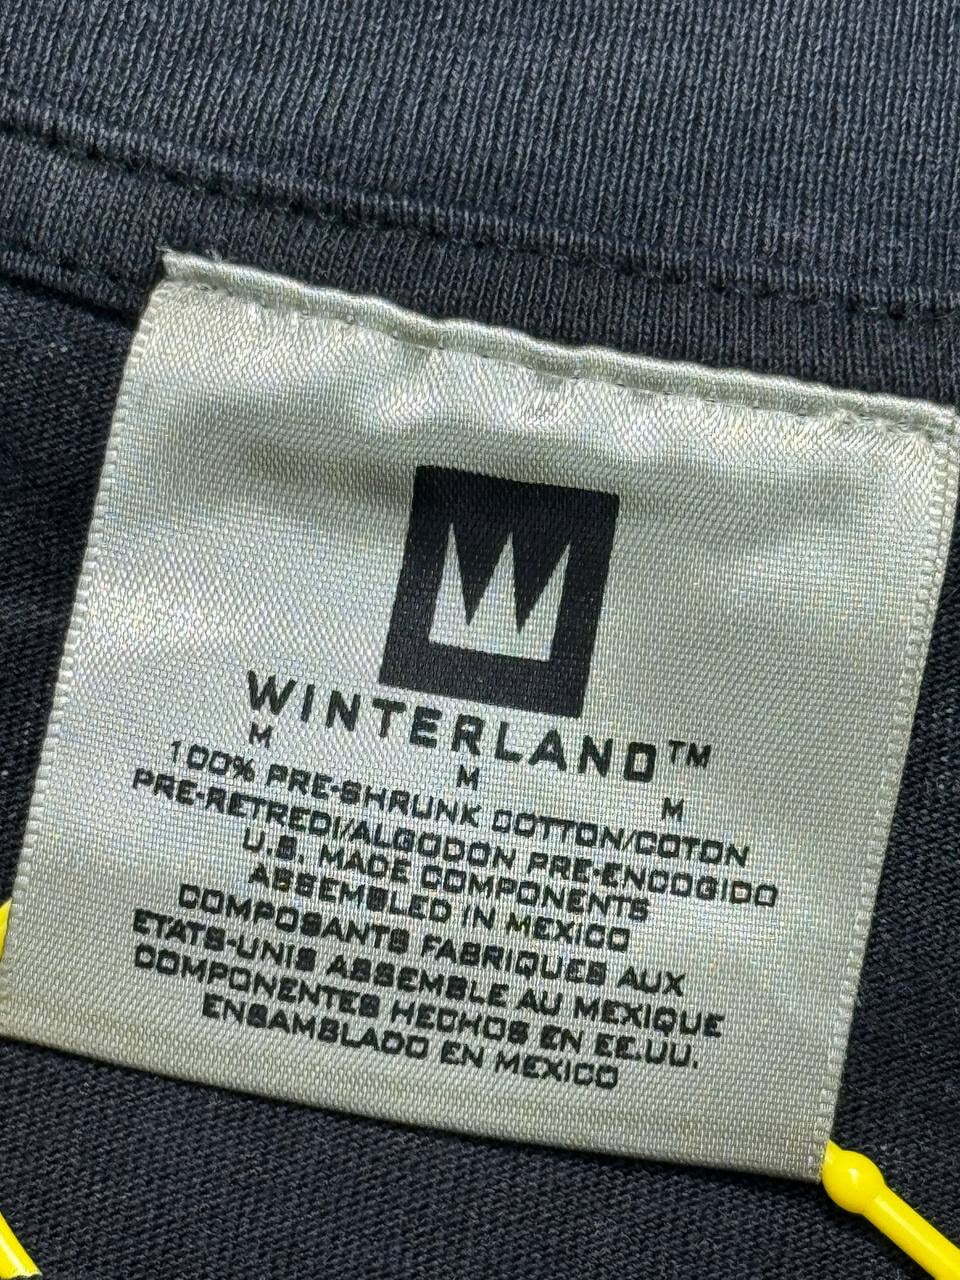 WINTERLAND™
M M M
100% PRE-SHRUNK COTTON/COTON
PRE-RETREDI/ALGODON PRE-ENCOGIDO
U.S. MADE COMPONENTS
ASSEMBLED IN MEXICO
COMPOSANTS FABRIQUES AUX
ETATS-UNIS ASSEMBLE AU MEXIQUE
COMPONENTES HECHOS EN EE.UU.
ENSAMBLADO EN MEXICO